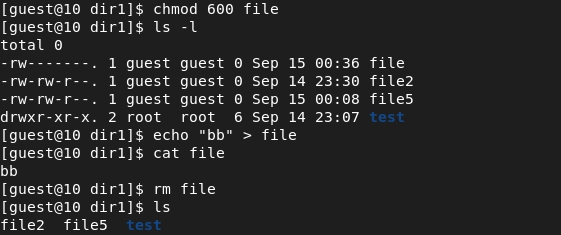 [guest@10 dir1]$ chmod 600 file
[guest@10 dir1]$ ls -l
total 0
-rw-------. 1 guest guest 0 Sep 15 00:36 file
-rw-rw-r--. 1 guest guest 0 Sep 14 23:30 file2
-rw-rw-r--. 1 guest guest 0 Sep 15 00:08 file5
drwxr-xr-x. 2 root  root  6 Sep 14 23:07 test
[guest@10 dir1]$ echo "bb" > file
[guest@10 dir1]$ cat file
bb
[guest@10 dir1]$ rm file
[guest@10 dir1]$ ls
file2  file5  test